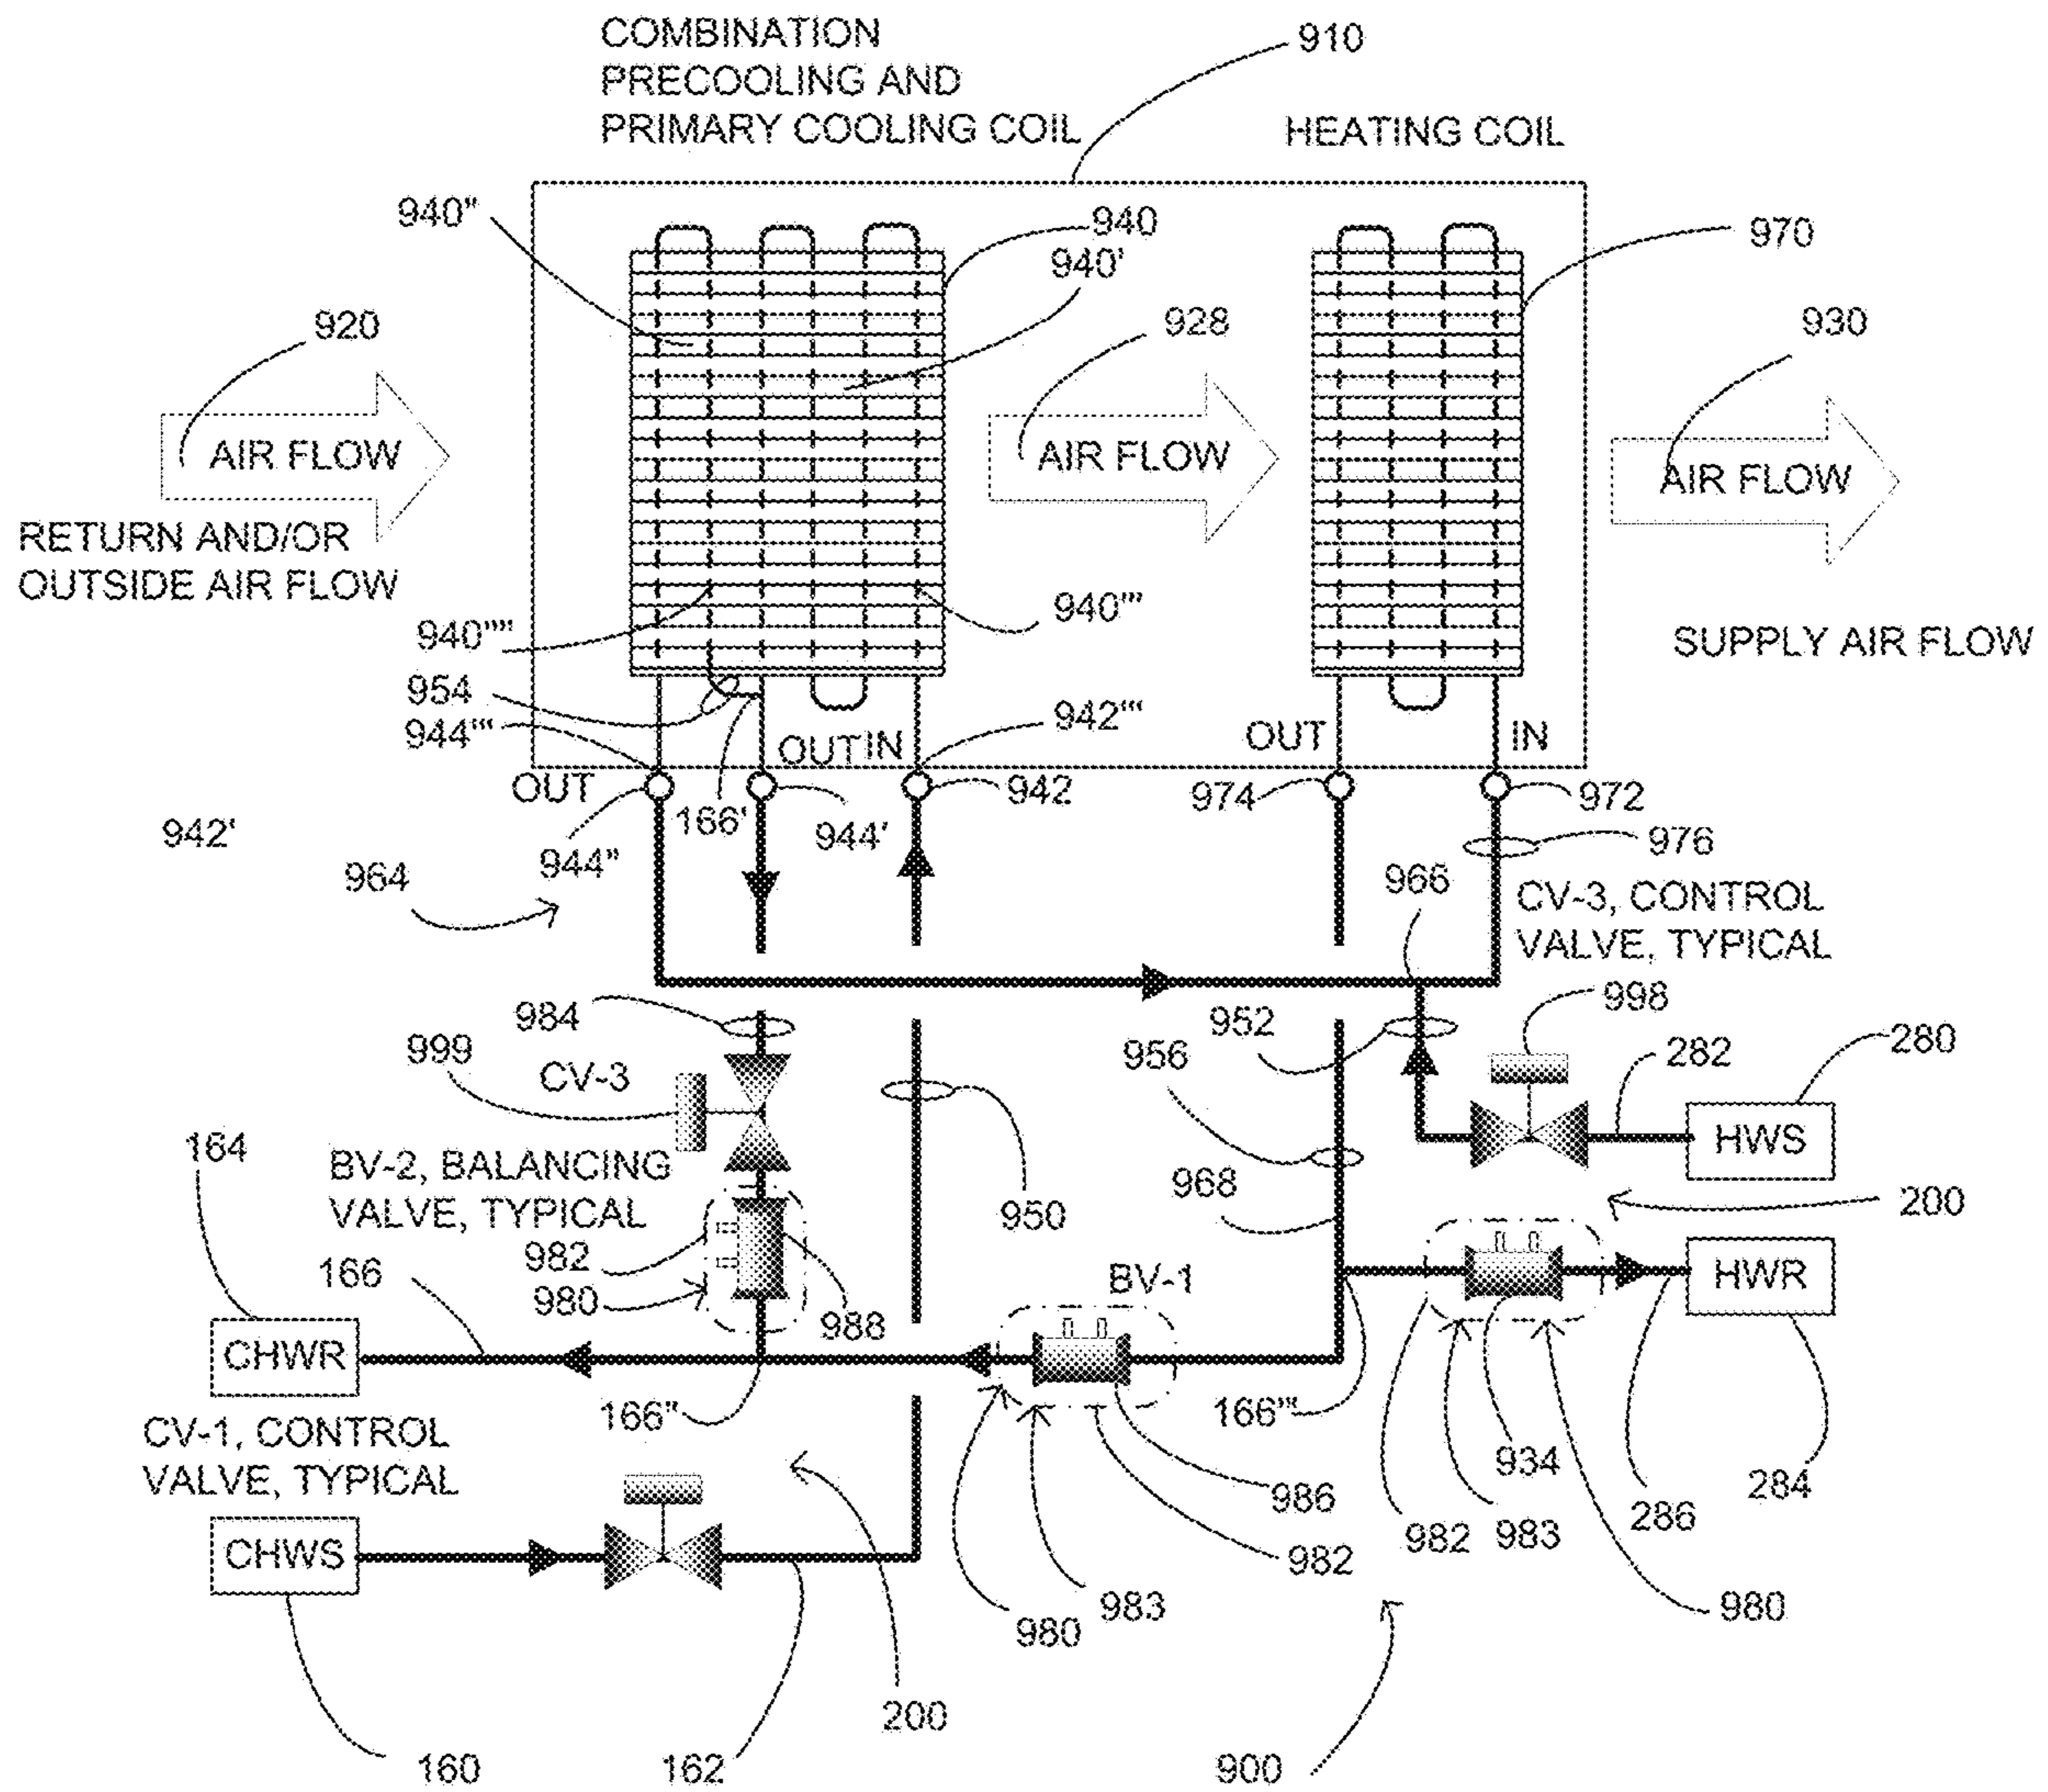 COMBINATION
PRECOOLING AND
PRIMARY COOLING COIL
910
HEATING COIL
940"
940
940'
970
920
928
930
AIR FLOW
AIR FLOW
AIR FLOW
RETURN AND/OR
OUTSIDE AIR FLOW
940""
940'"
SUPPLY AIR FLOW
954
944'"
942'"
OUT
IN
OUT
IN
OUT
942
974
972
942'
166'
944'
944"
976
964
966
CV-3, CONTROL
VALVE, TYPICAL
984
952
998
999
CV-3
956
282
280
HWS
164
BV-2, BALANCING
VALVE, TYPICAL
968
950
200
982
166
980
988
BV-1
HWR
CHWR
166"
166'"
934
284
CV-1, CONTROL
VALVE, TYPICAL
986
286
982
983
982
CHWS
983
980
980
200
160
162
900